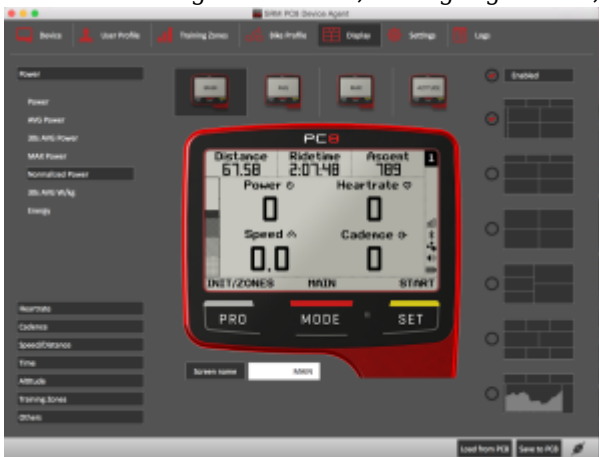 SRM PC8 Device Agent
Device User Profile Training Zones Bike Profile Display Settings Logs
Power
Enabled
Power
AVG Power
30s AVG Power
MAX Power
Normalized Power
30s AVG W/kg
Energy
PC8
Distance Ridetime Ascent 1
67.58 2:07:48 789
Power Heartrate
0 0
Speed Cadence
0.0 0
INIT/ZONES MAIN START
PRO MODE SET
Heartrate
Cadence
Speed/Distance
Time
Altitude
Training Zones
Others
Screen name MAIN
Load from PC8 Save to PC8